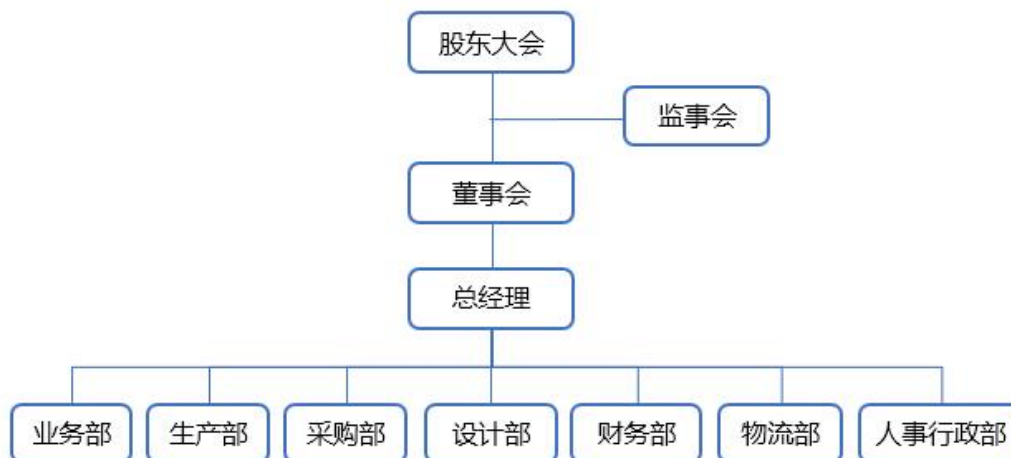 股东大会
监事会
董事会
总经理
业务部
生产部
采购部
设计部
财务部
物流部
人事行政部